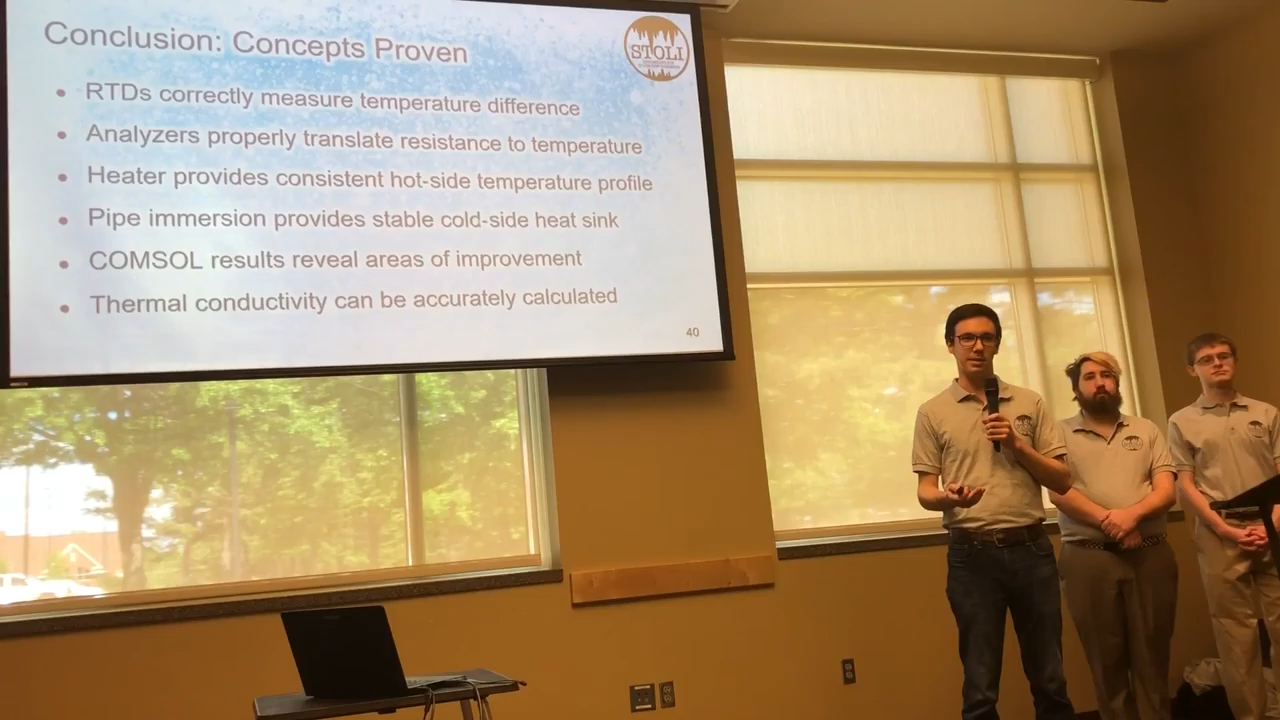 Conclusion: Concepts Proven
STOLI
• RTDs correctly measure temperature difference
• Analyzers properly translate resistance to temperature
• Heater provides consistent hot-side temperature profile
• Pipe immersion provides stable cold-side heat sink
• COMSOL results reveal areas of improvement
• Thermal conductivity can be accurately calculated
40